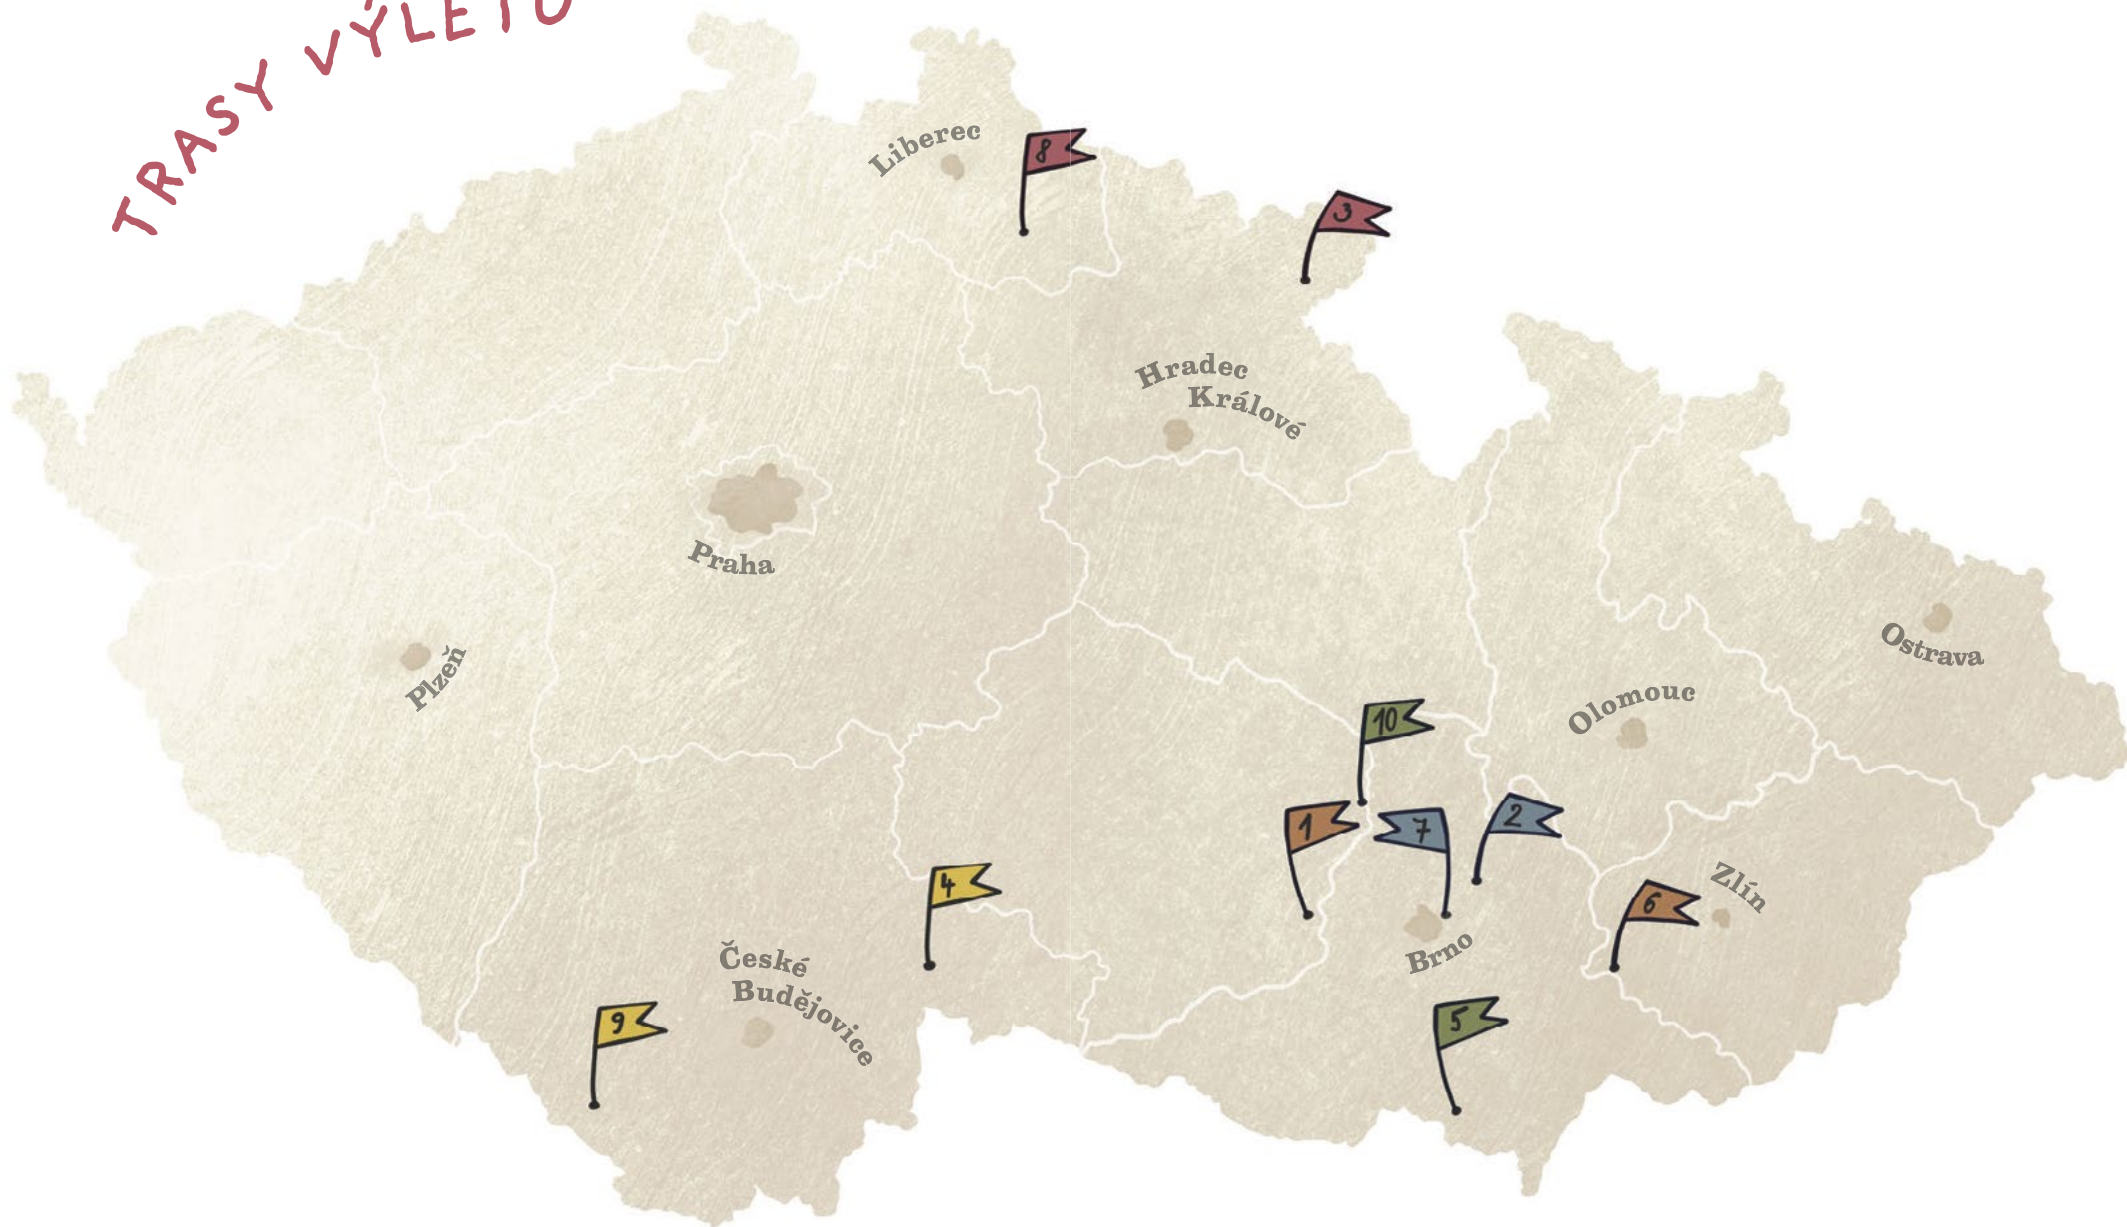 TRASY VÝLETŮ
Liberec
8
3
Hradec
Králové
Praha
Plzeň
Ostrava
Olomouc
10
1
7
2
Zlín
4
6
Brno
České
Budějovice
9
5